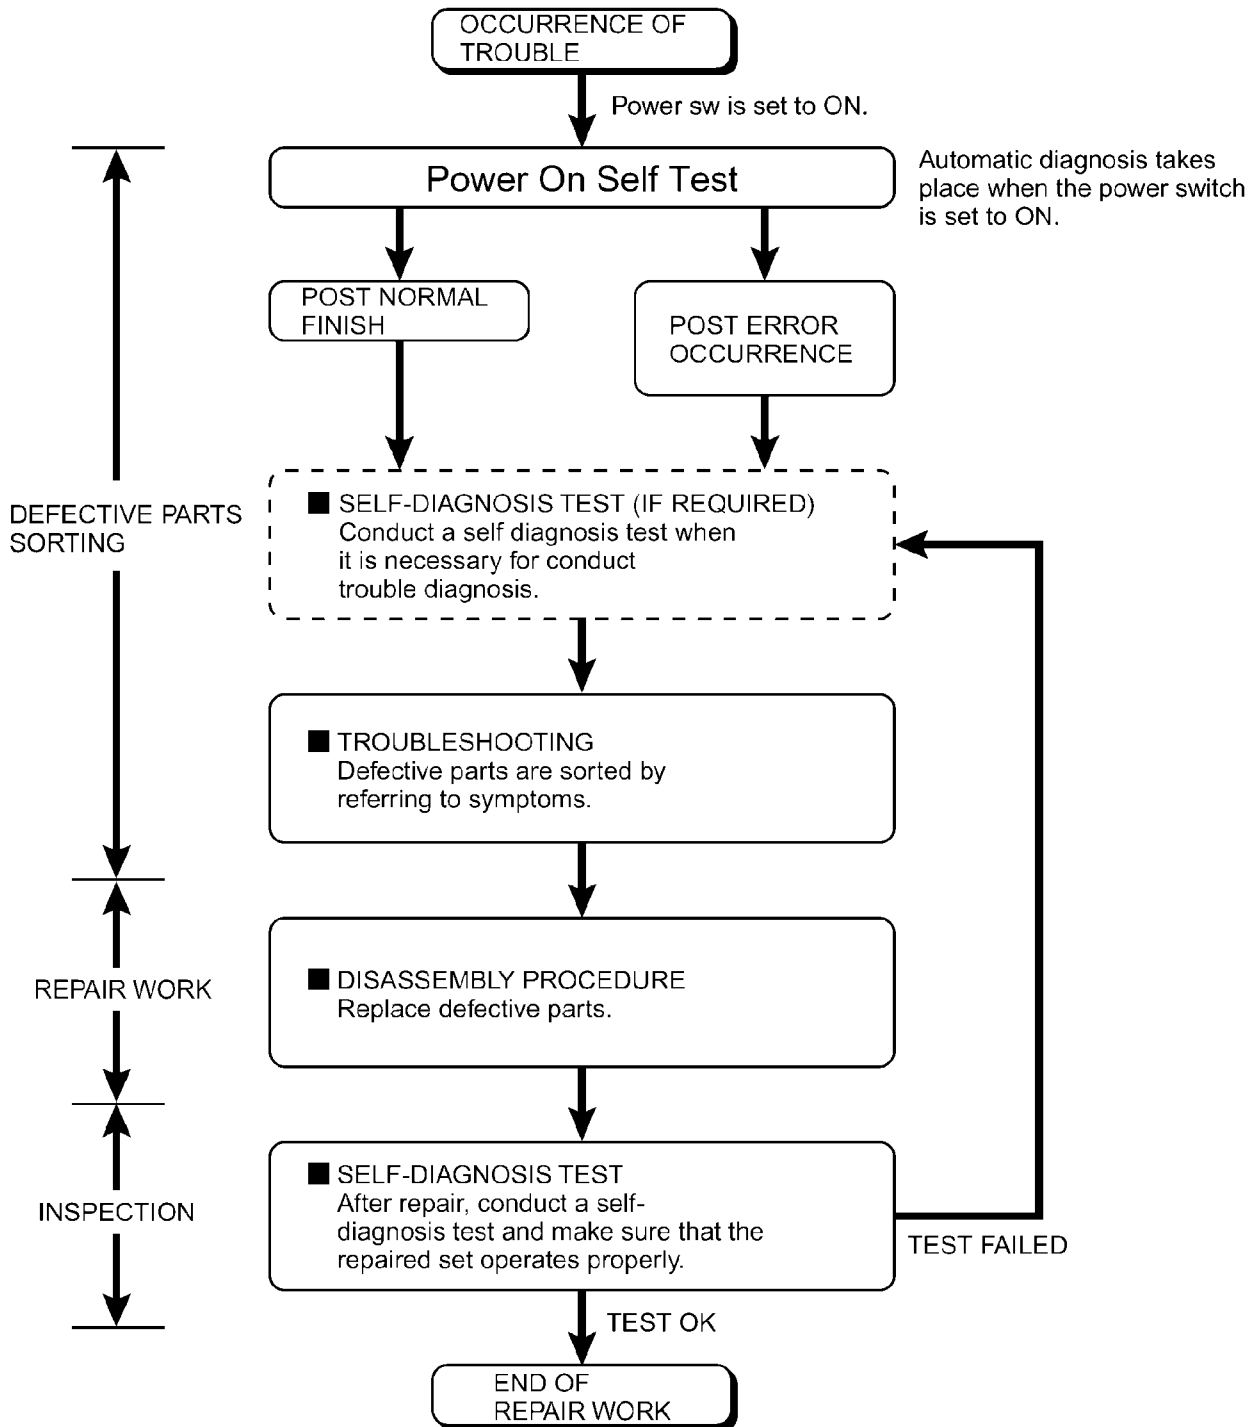 OCCURRENCE OF
TROUBLE
Power sw is set to ON.
Power On Self Test
Automatic diagnosis takes
place when the power switch
is set to ON.
POST NORMAL
FINISH
POST ERROR
OCCURRENCE
DEFECTIVE PARTS
SORTING
■ SELF-DIAGNOSIS TEST (IF REQUIRED)
Conduct a self diagnosis test when
it is necessary for conduct
trouble diagnosis.
■ TROUBLESHOOTING
Defective parts are sorted by
referring to symptoms.
REPAIR WORK
■ DISASSEMBLY PROCEDURE
Replace defective parts.
INSPECTION
■ SELF-DIAGNOSIS TEST
After repair, conduct a self-
diagnosis test and make sure that the
repaired set operates properly.
TEST FAILED
TEST OK
END OF
REPAIR WORK